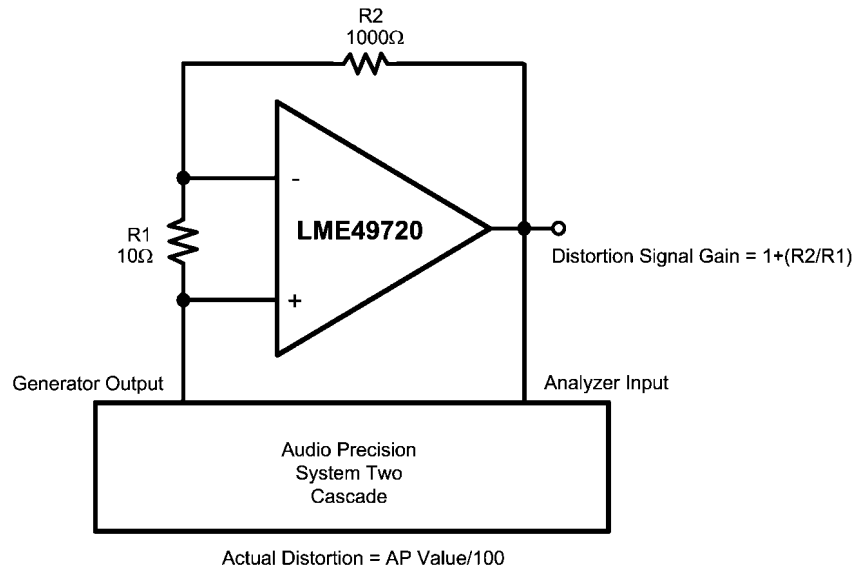 R2
1000Ω
-
R1
10Ω
LME49720
+
Distortion Signal Gain = 1+(R2/R1)
Generator Output
Analyzer Input
Audio Precision
System Two
Cascade
Actual Distortion = AP Value/100